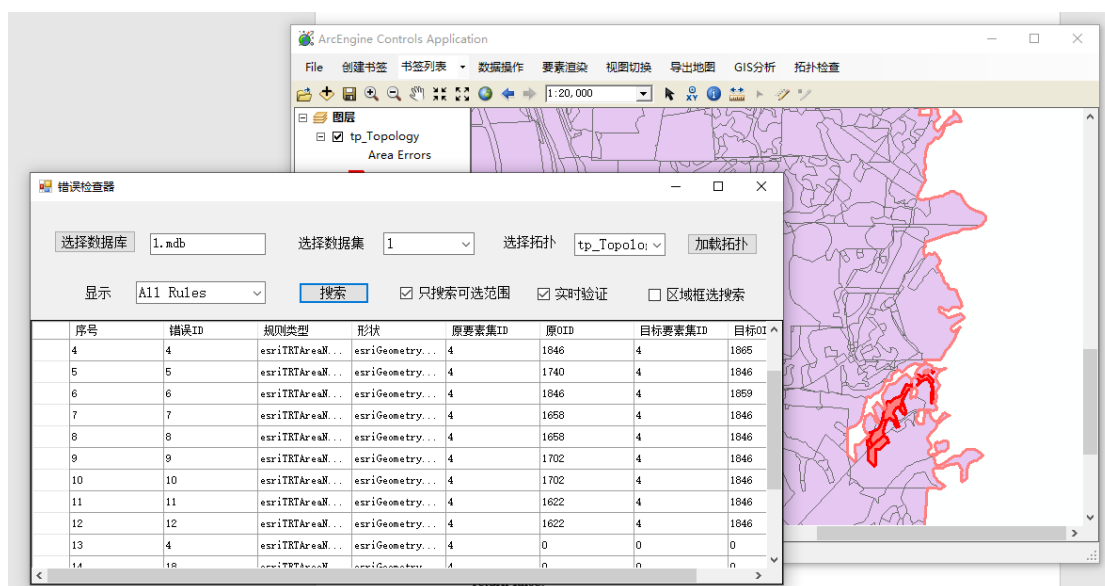 ArcEngine Controls Application
File 创建书签 书签列表 数据操作 要素渲染 视图切换 导出地图 GIS分析 拓扑检查
1:20,000
图层
tp_Topology
Area Errors
错误检查器
选择数据库 1.mdb 选择数据集 1 选择拓扑 tp_Topolo 加载拓扑
显示 All Rules 搜索 只搜索可选范围 实时验证 区域框选搜索
序号 错误ID 规则类型 形状 原要素集ID 原OID 目标要素集ID 目标OI
4 4 esriTRTAreaN... esriGeometry... 4 1846 4 1865
5 5 esriTRTAreaN... esriGeometry... 4 1740 4 1846
6 6 esriTRTAreaN... esriGeometry... 4 1846 4 1859
7 7 esriTRTAreaN... esriGeometry... 4 1658 4 1846
8 8 esriTRTAreaN... esriGeometry... 4 1658 4 1846
9 9 esriTRTAreaN... esriGeometry... 4 1702 4 1846
10 10 esriTRTAreaN... esriGeometry... 4 1702 4 1846
11 11 esriTRTAreaN... esriGeometry... 4 1622 4 1846
12 12 esriTRTAreaN... esriGeometry... 4 1622 4 1846
13 4 esriTRTAreaN... esriGeometry... 4 0 0 0